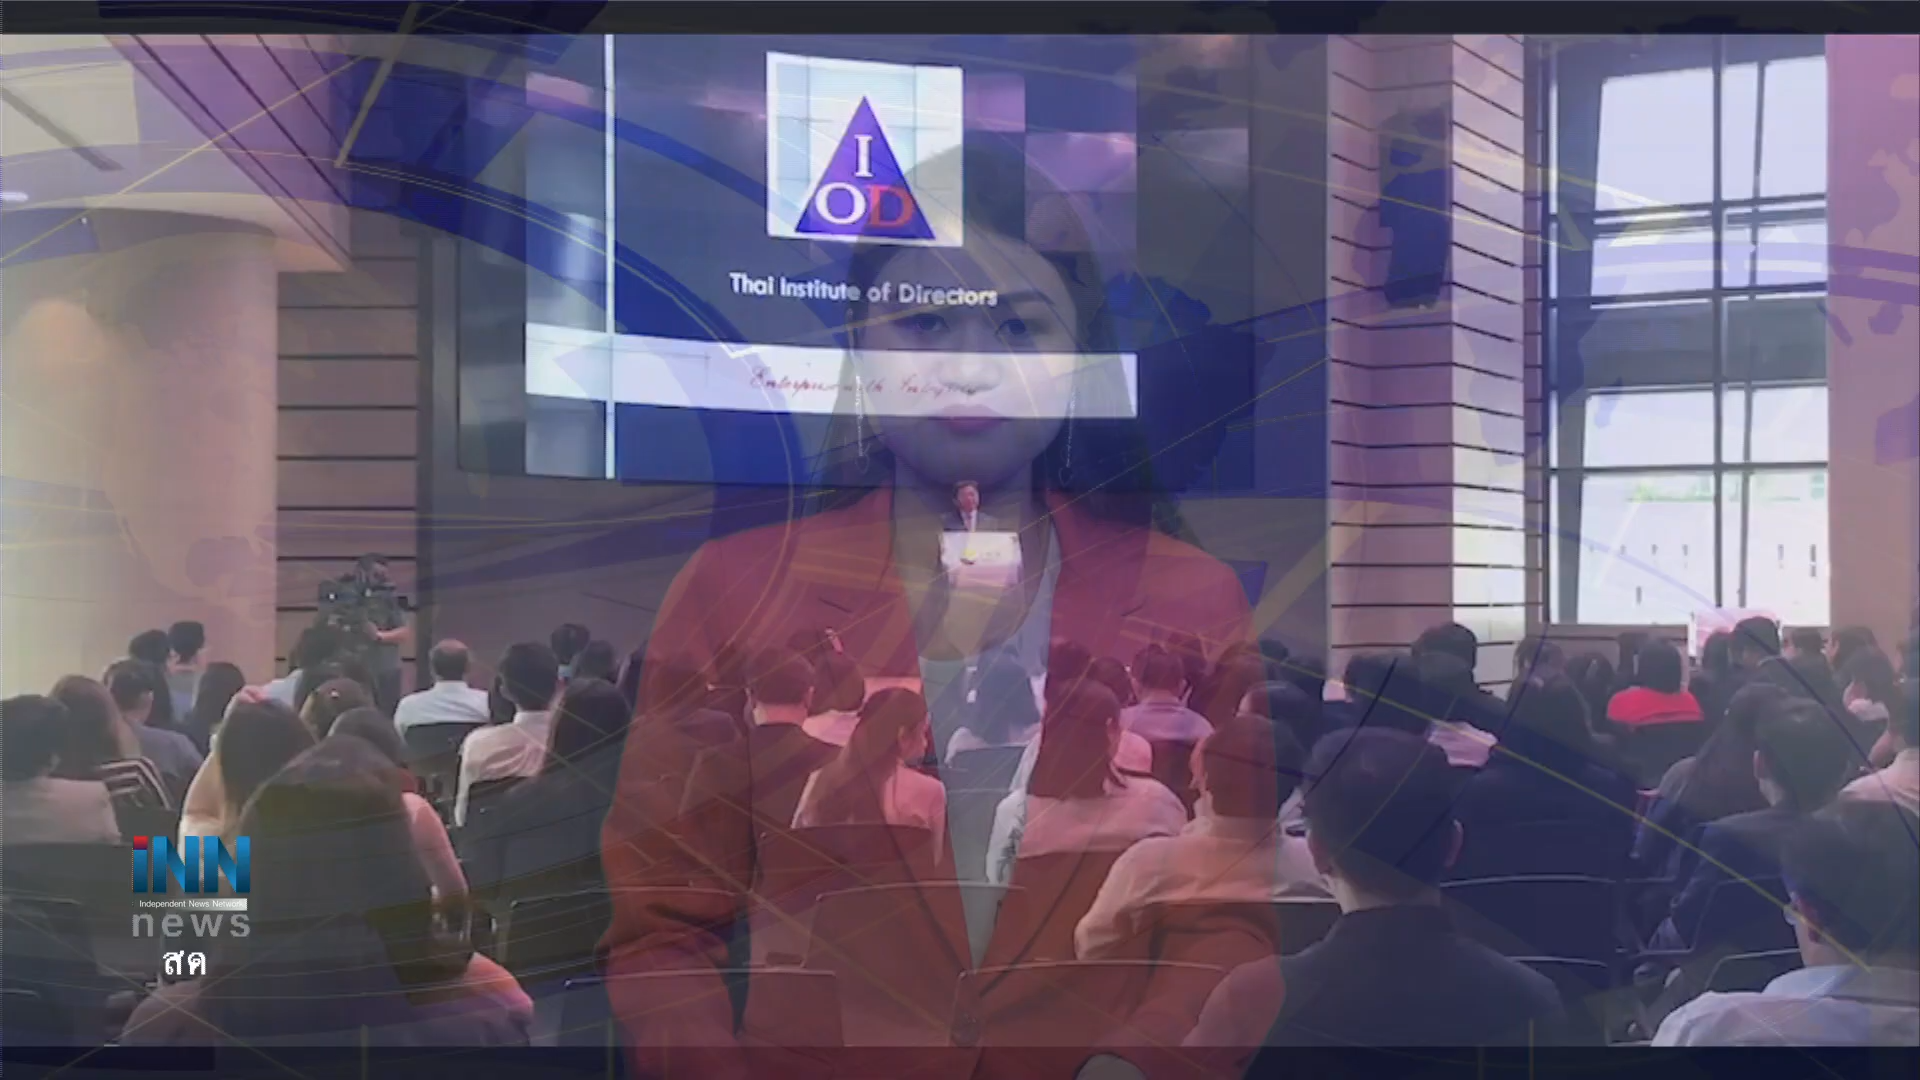 I
OD
Thai Institute of Directors
iNN
Independent News Network
news
สด